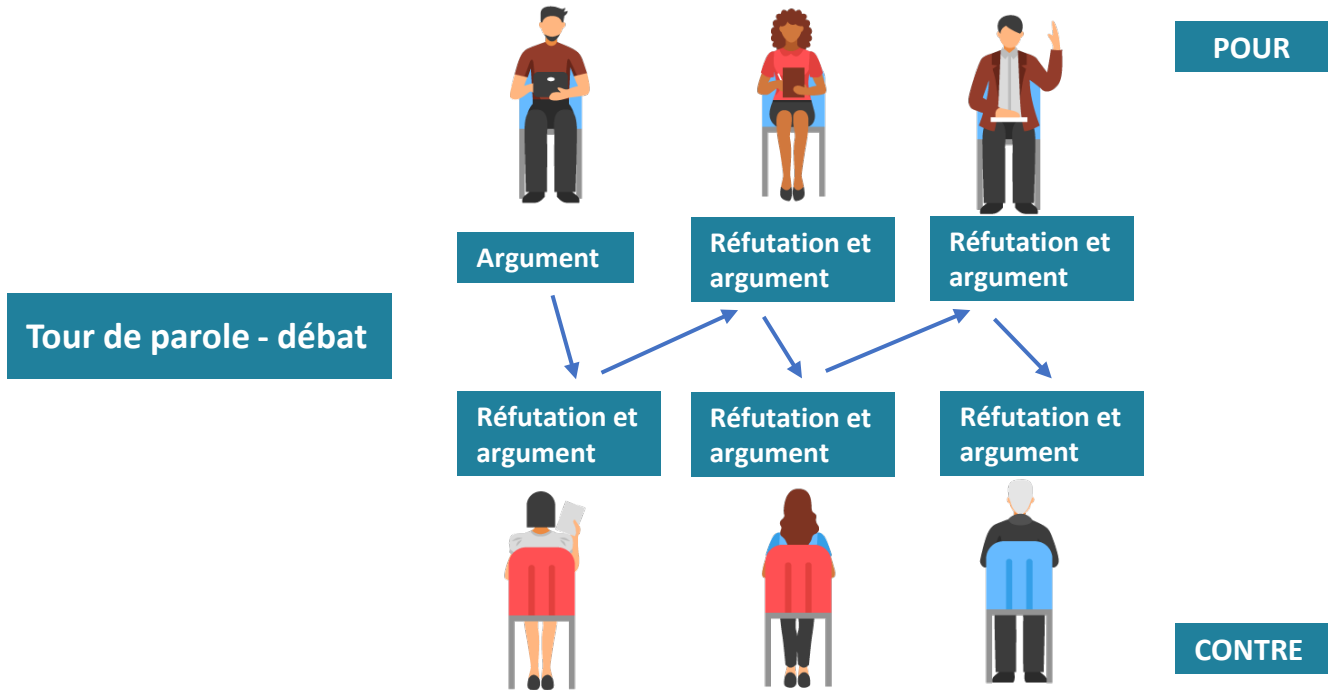 POUR
Argument
Réfutation et
argument
Réfutation et
argument
Tour de parole - débat
Réfutation et
argument
Réfutation et
argument
Réfutation et
argument
CONTRE